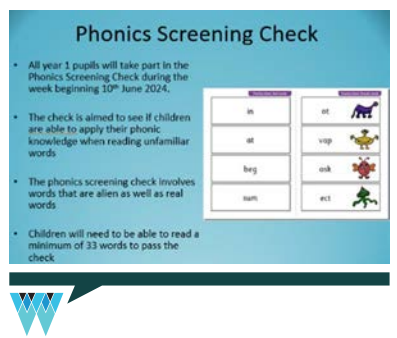 Phonics Screening Check
• All year 1 pupils will take part in the
Phonics Screening Check during the
week beginning 10th June 2024.
• The check is aimed to see if children
are able to apply their phonic
knowledge when reading unfamiliar
words
• The phonics screening check involves
words that are alien as well as real
words
• Children will need to be able to read a
minimum of 33 words to pass the
check
in
at
beg
sum
ot
vap
osk
ect